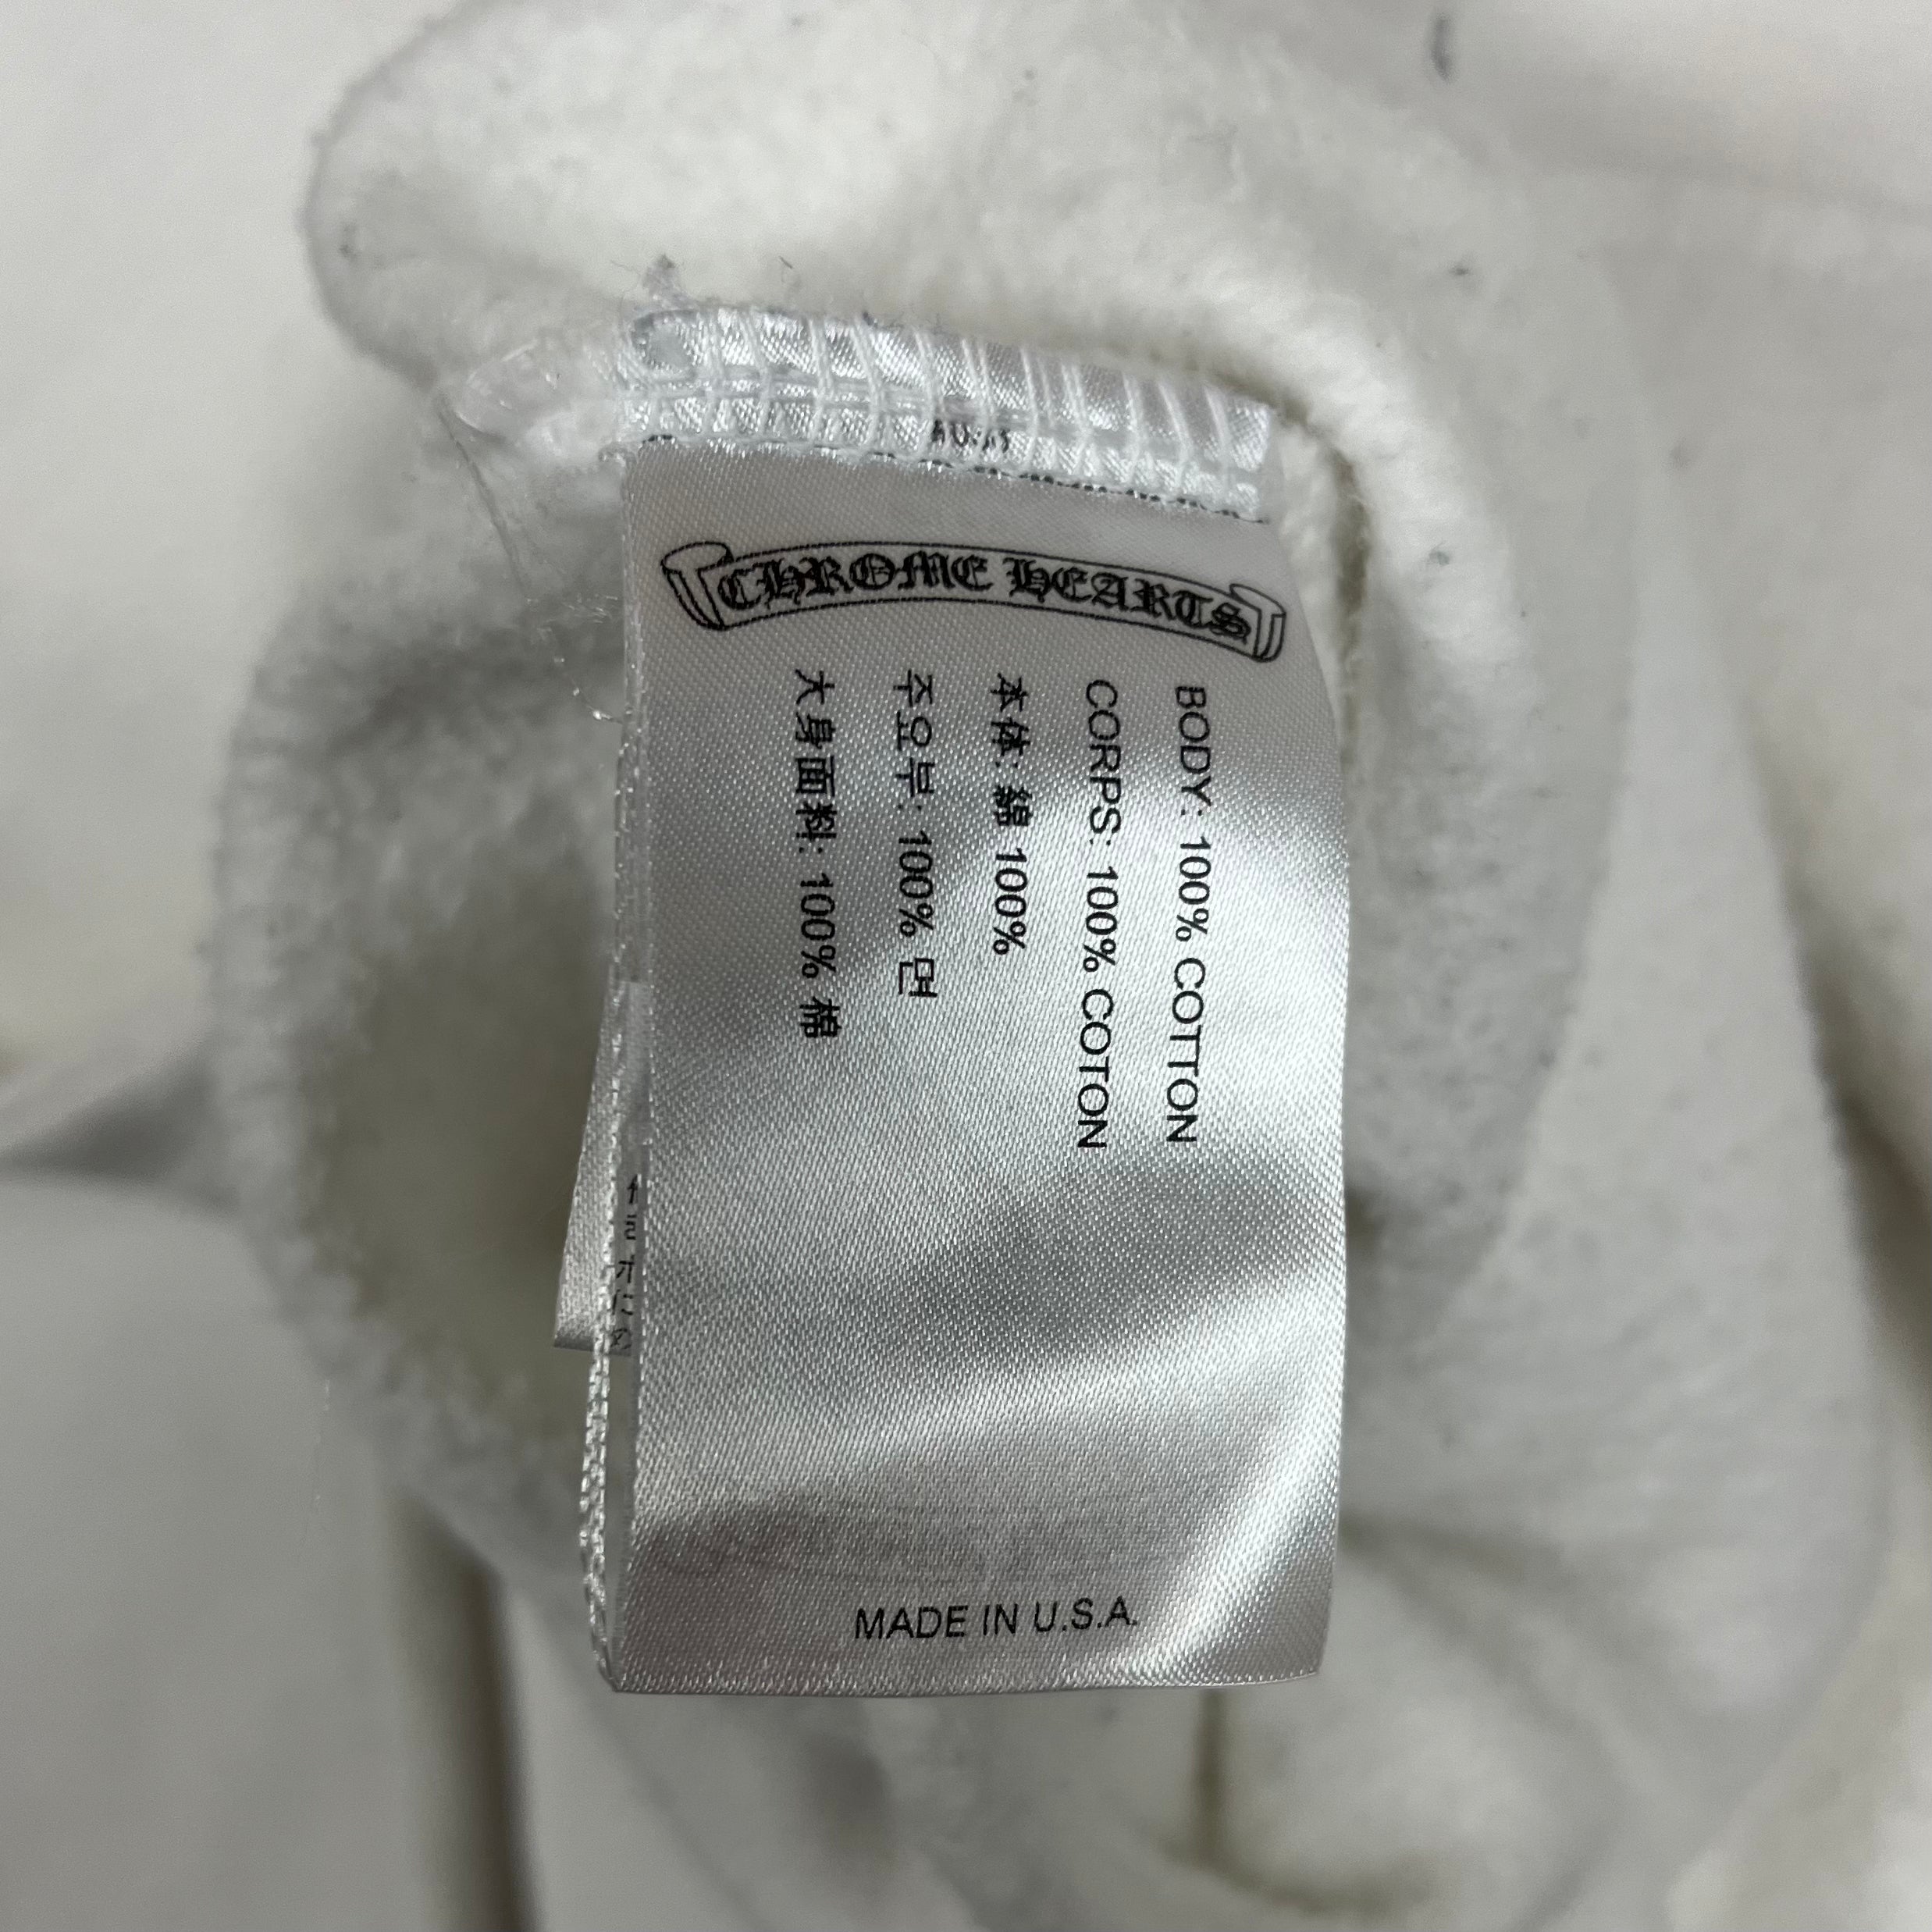 CHROME HEARTS
BODY: 100% COTTON
CORPS: 100% COTON
本体: 綿 100%
주요부: 100% 면
大身面料: 100% 棉
MADE IN U.S.A.